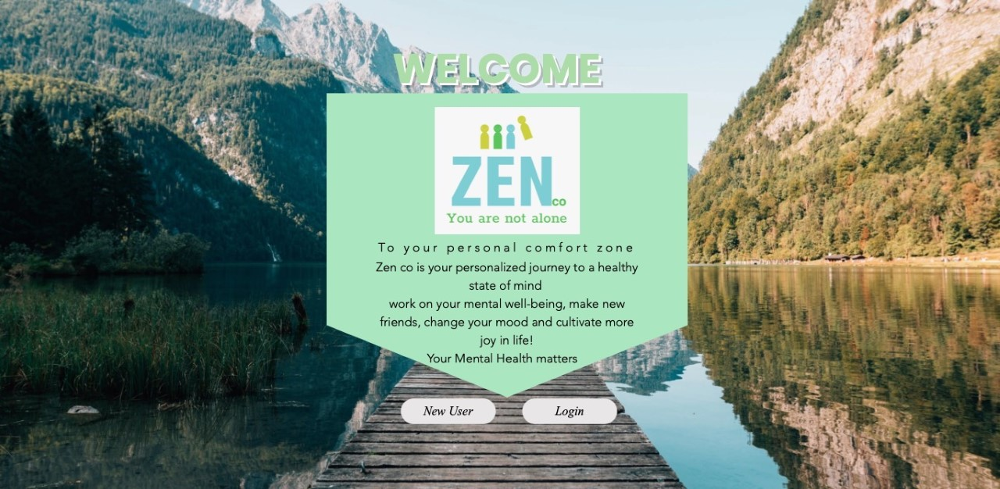 WELCOME
ZEN
co
You are not alone
To your personal comfort zone
Zen co is your personalized journey to a healthy
state of mind
work on your mental well-being, make new
friends, change your mood and cultivate more
joy in life!
Your Mental Health matters
New User
Login